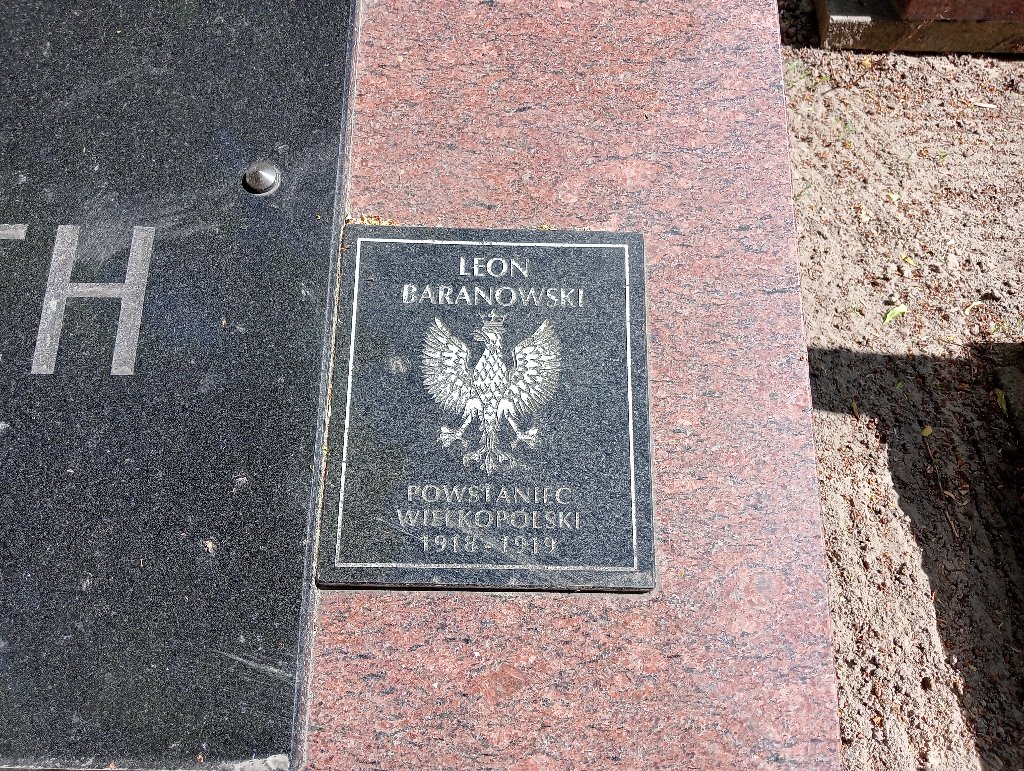 H
LEON
BARANOWSKI
POWSTANIEC
WIELKOPOLSKI
1918-1919